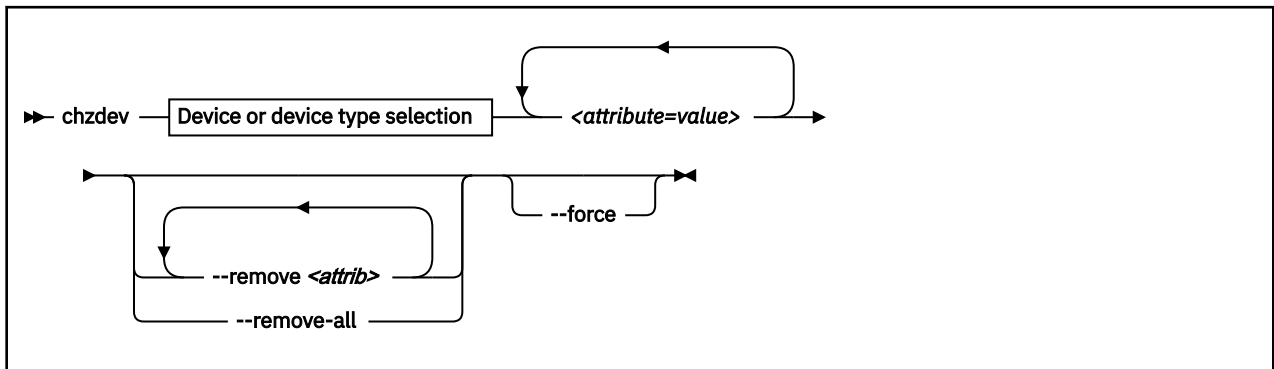 chzdev Device or device type selection <attribute=value>
--force
--remove <attrib>
--remove-all